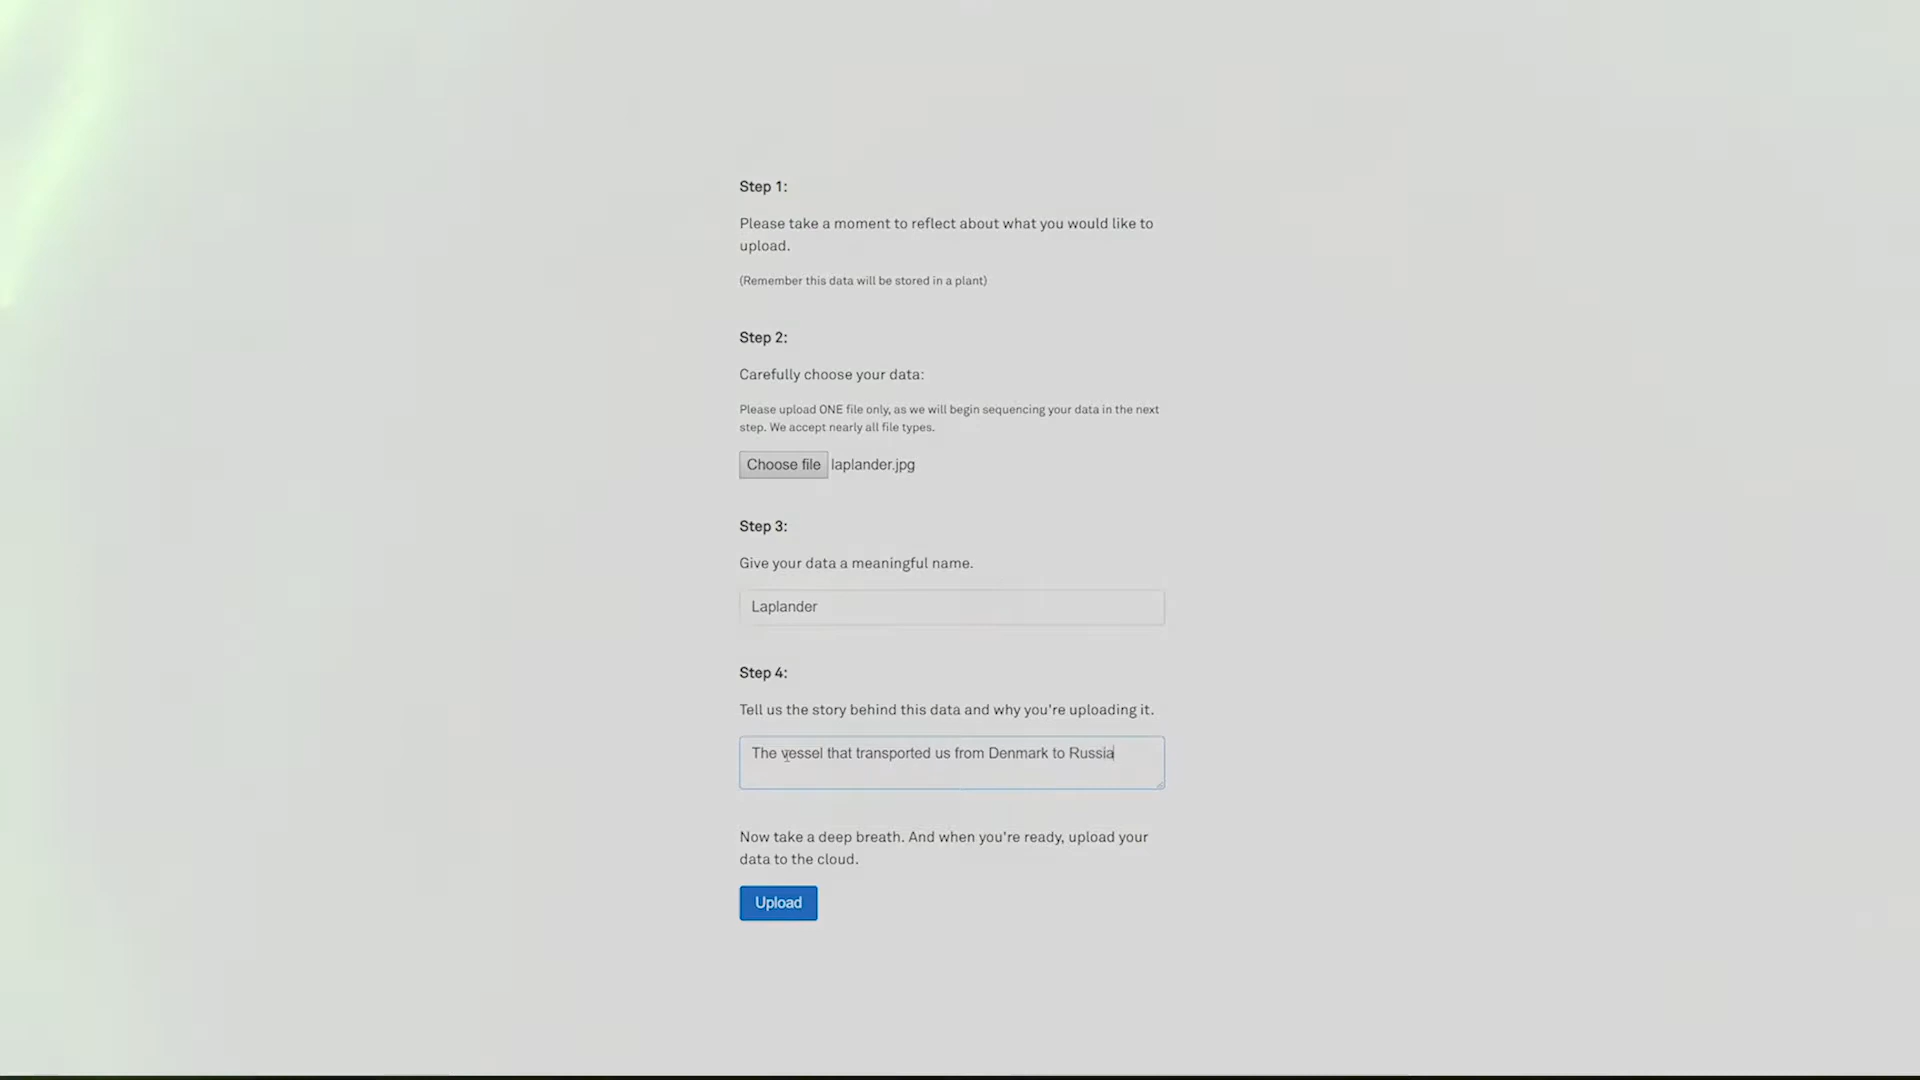 Step 1:
Please take a moment to reflect about what you would like to
upload.
(Remember this data will be stored in a plant)
Step 2:
Carefully choose your data:
Please upload ONE file only, as we will begin sequencing your data in the next
step. We accept nearly all file types.
Choose file laplander.jpg
Step 3:
Give your data a meaningful name.
Laplander
Step 4:
Tell us the story behind this data and why you're uploading it.
The vessel that transported us from Denmark to Russia
Now take a deep breath. And when you're ready, upload your
data to the cloud.
Upload